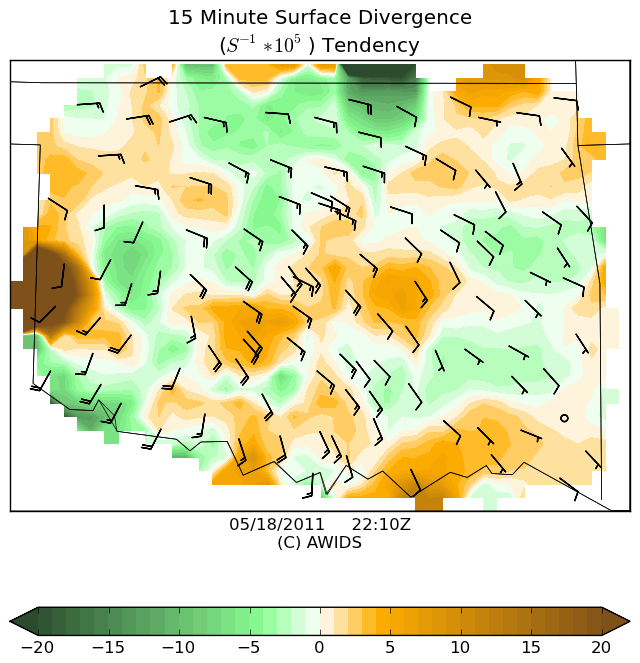 15 Minute Surface Divergence
(S⁻¹ ∗10⁵ ) Tendency
05/18/2011 22:10Z
(C) AWIDS
−20 −15 −10 −5 0 5 10 15 20